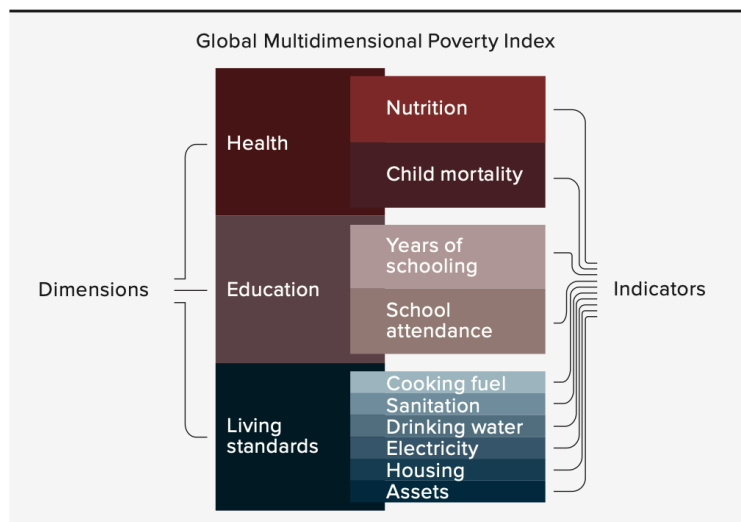 Global Multidimensional Poverty Index
Health
Nutrition
Child mortality
Dimensions
Education
Years of
schooling
School
attendance
Indicators
Living
standards
Cooking fuel
Sanitation
Drinking water
Electricity
Housing
Assets